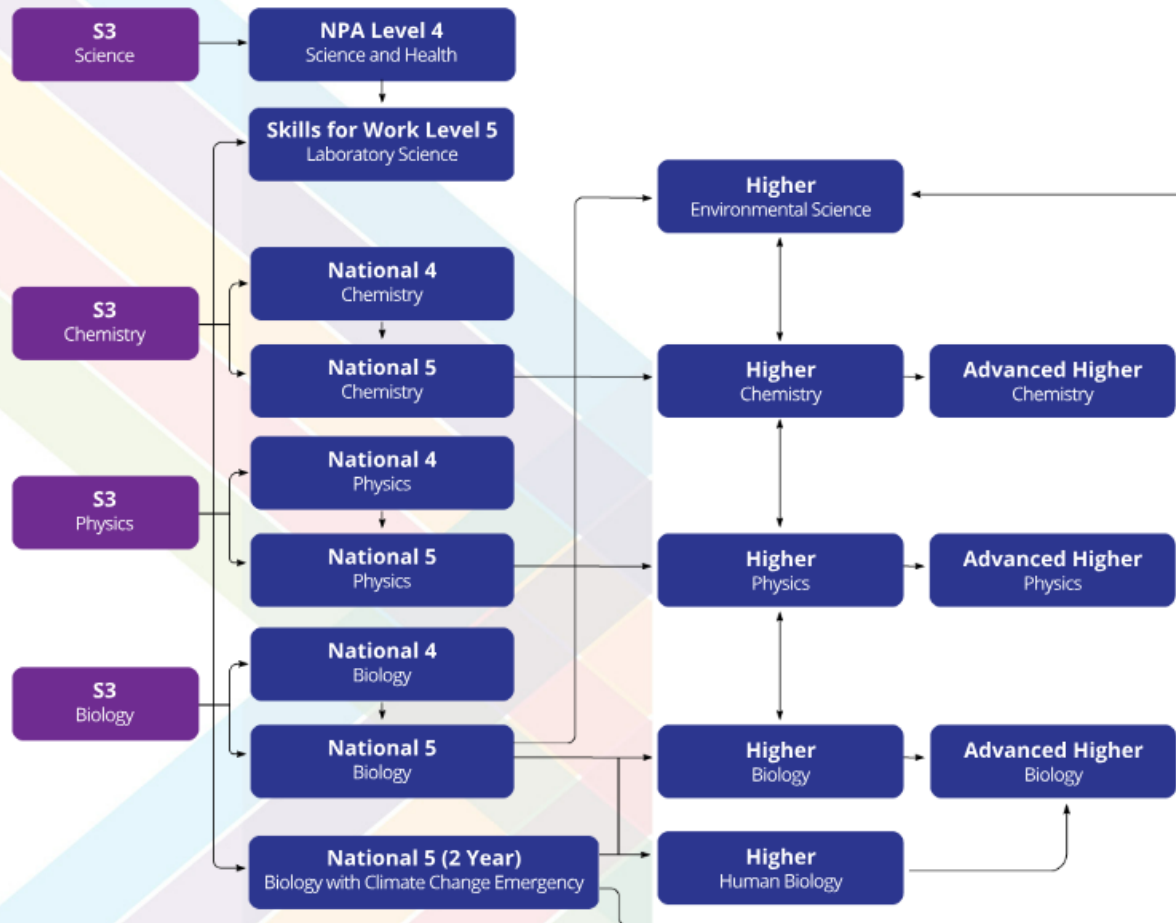 S3
Science
NPA Level 4
Science and Health
Skills for Work Level 5
Laboratory Science
Higher
Environmental Science
S3
Chemistry
National 4
Chemistry
National 5
Chemistry
Higher
Chemistry
Advanced Higher
Chemistry
S3
Physics
National 4
Physics
National 5
Physics
Higher
Physics
Advanced Higher
Physics
S3
Biology
National 4
Biology
National 5
Biology
Higher
Biology
Advanced Higher
Biology
National 5 (2 Year)
Biology with Climate Change Emergency
Higher
Human Biology